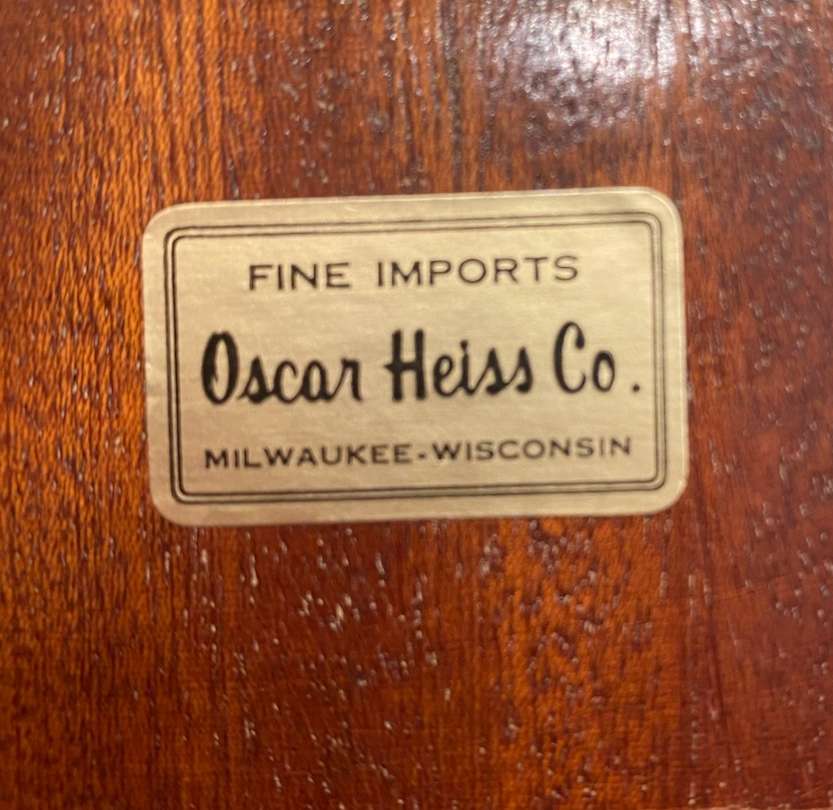 FINE IMPORTS
Oscar Heiss Co.
MILWAUKEE-WISCONSIN